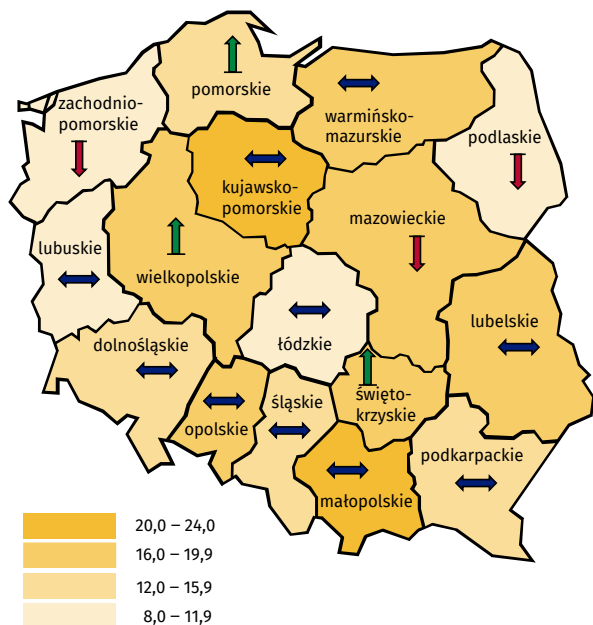 pomorskie
zachodnio-
pomorskie
warmińsko-
mazurskie
podlaskie
kujawsko-
pomorskie
mazowieckie
lubuskie
wielkopolskie
lubelskie
dolnośląskie
łódzkie
śląskie
święto-
krzyskie
opolskie
podkarpackie
małopolskie
20,0 – 24,0
16,0 – 19,9
12,0 – 15,9
8,0 – 11,9